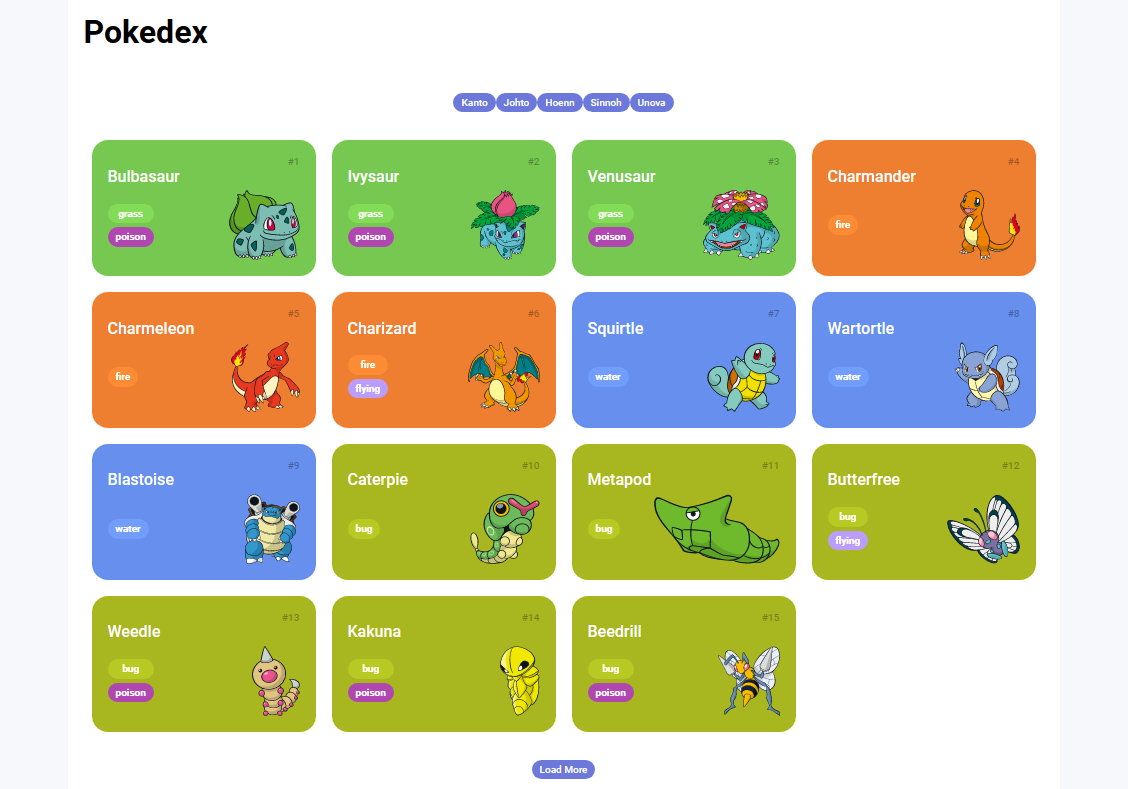 Pokedex
Kanto Johto Hoenn Sinnoh Unova
#1
Bulbasaur
grass
poison
#2
Ivysaur
grass
poison
#3
Venusaur
grass
poison
#4
Charmander
fire
#5
Charmeleon
fire
#6
Charizard
fire
flying
#7
Squirtle
water
#8
Wartortle
water
#9
Blastoise
water
#10
Caterpie
bug
#11
Metapod
bug
#12
Butterfree
bug
flying
#13
Weedle
bug
poison
#14
Kakuna
bug
poison
#15
Beedrill
bug
poison
Load More